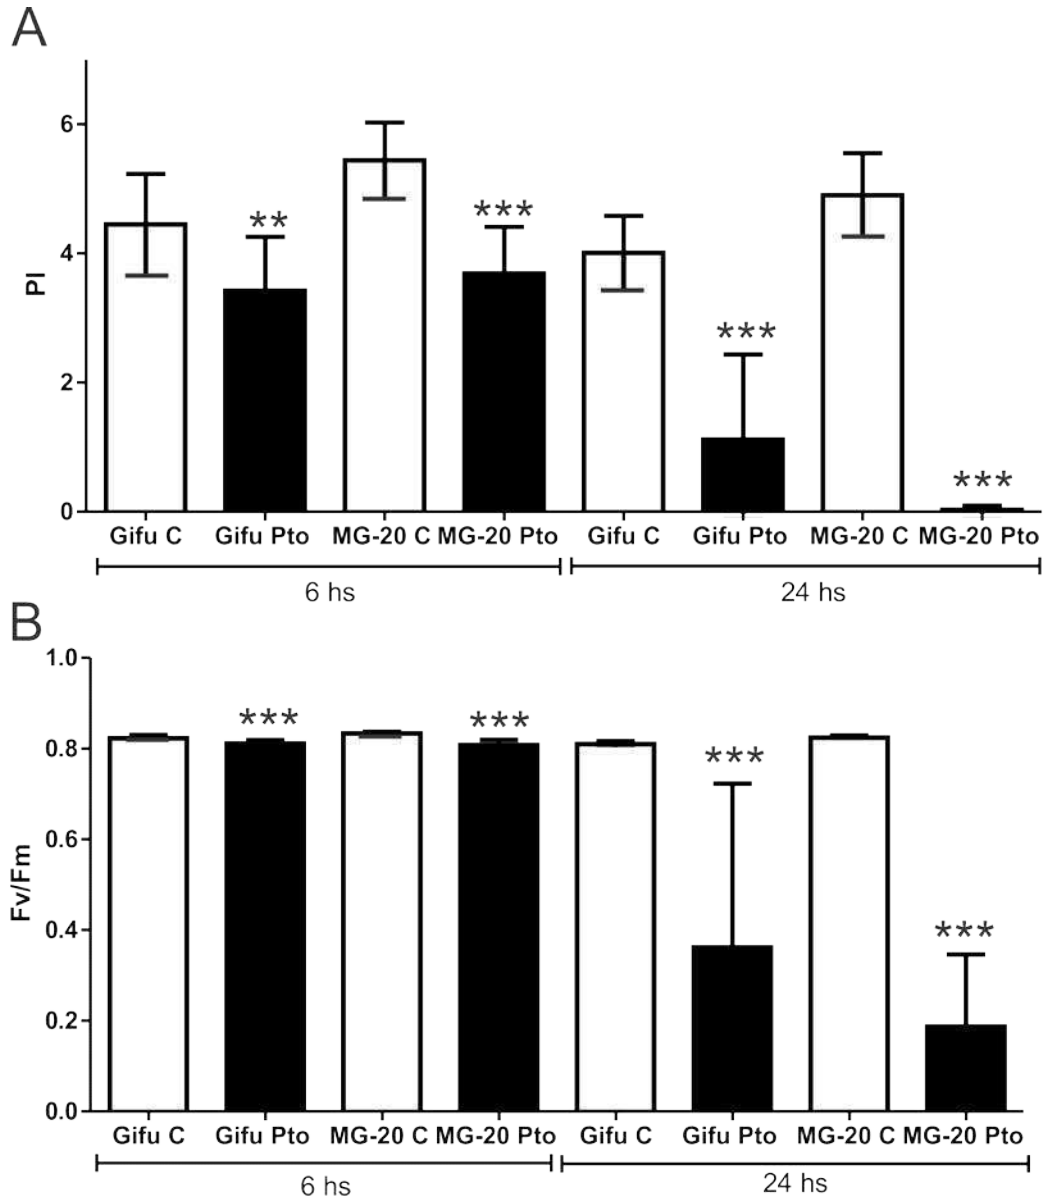 A
6
4
2
0
PI
** *** *** ***
Gifu C Gifu Pto MG-20 C MG-20 Pto Gifu C Gifu Pto MG-20 C MG-20 Pto
6 hs 24 hs
B
1.0
0.8
0.6
0.4
0.2
0.0
Fv/Fm
*** *** *** ***
Gifu C Gifu Pto MG-20 C MG-20 Pto Gifu C Gifu Pto MG-20 C MG-20 Pto
6 hs 24 hs